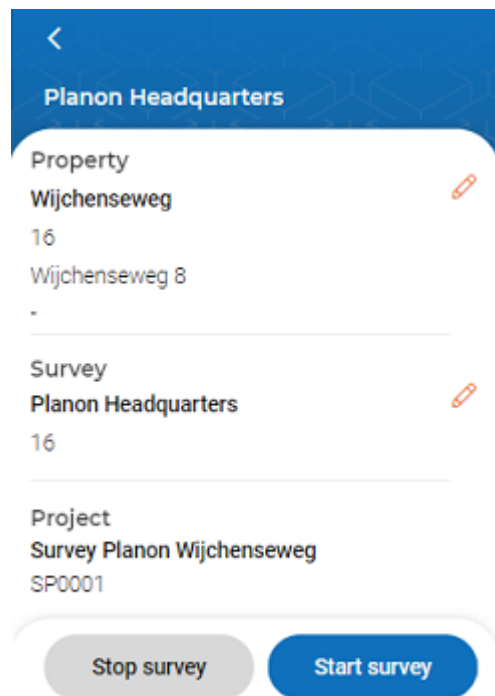 Planon Headquarters
Property
Wijchenseweg
16
Wijchenseweg 8
-
Survey
Planon Headquarters
16
Project
Survey Planon Wijchenseweg
SP0001
Stop survey
Start survey